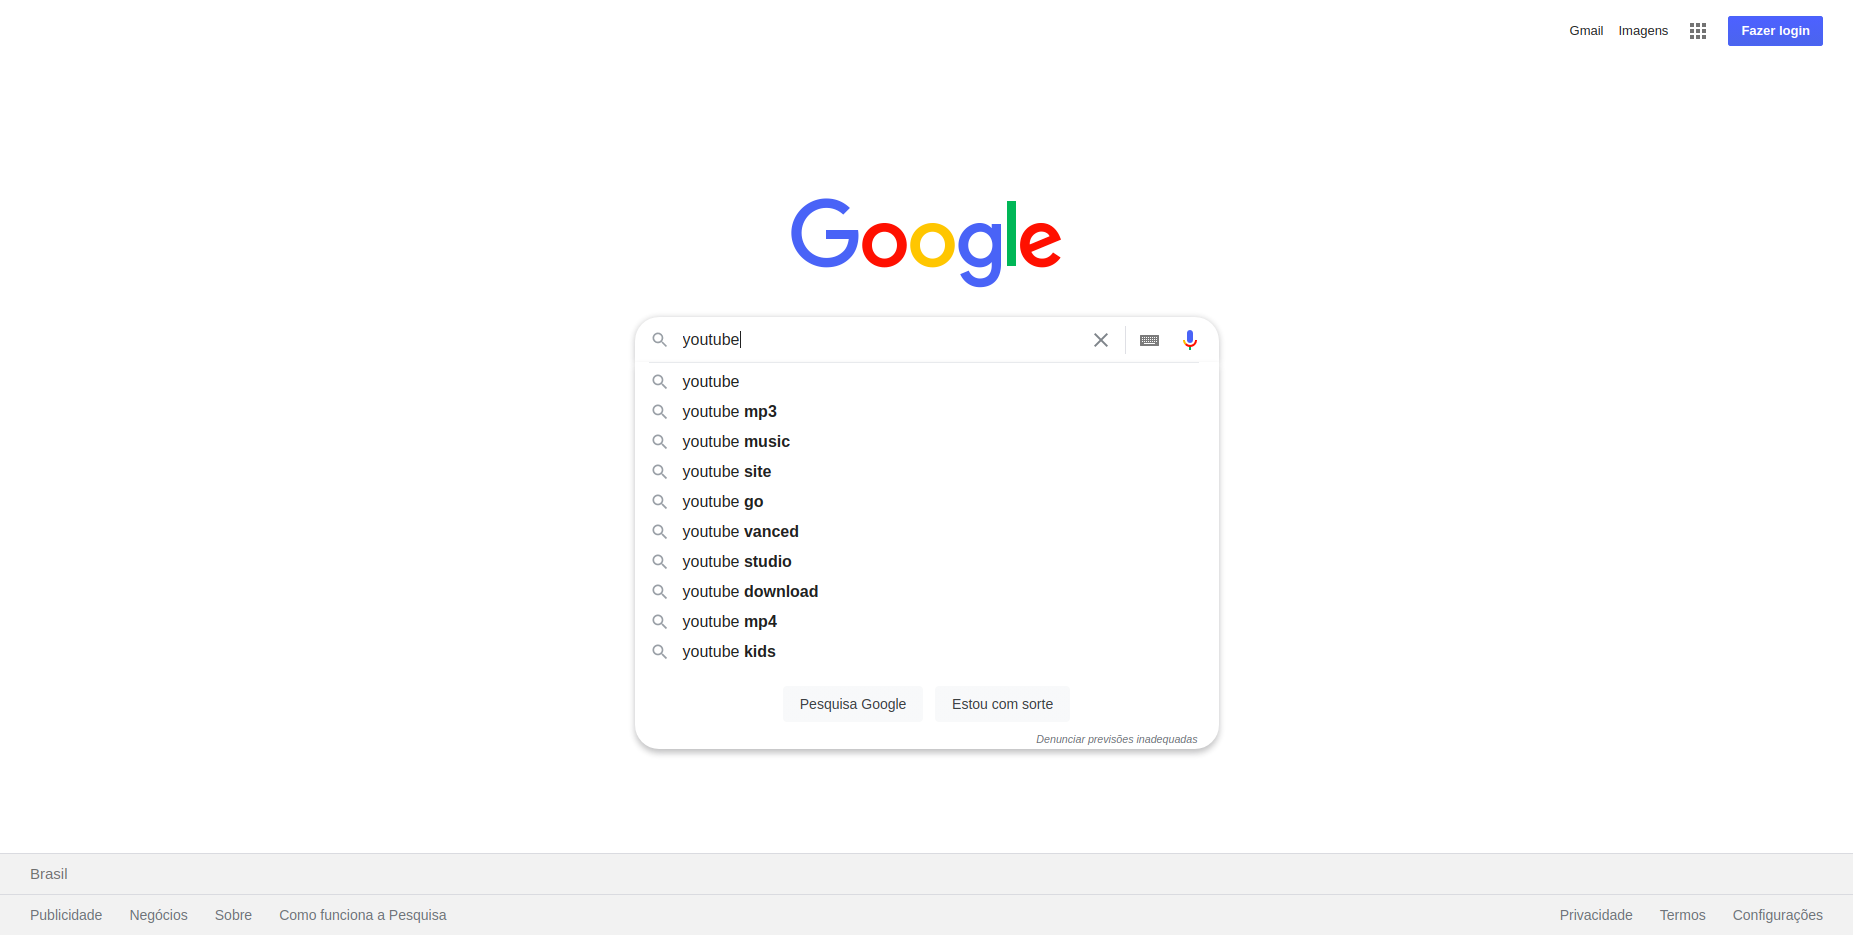 Gmail Imagens Fazer login
Google
youtube
youtube
youtube mp3
youtube music
youtube site
youtube go
youtube vanced
youtube studio
youtube download
youtube mp4
youtube kids
Pesquisa Google Estou com sorte
Denunciar previsões inadequadas
Brasil
Publicidade Negócios Sobre Como funciona a Pesquisa Privacidade Termos Configurações